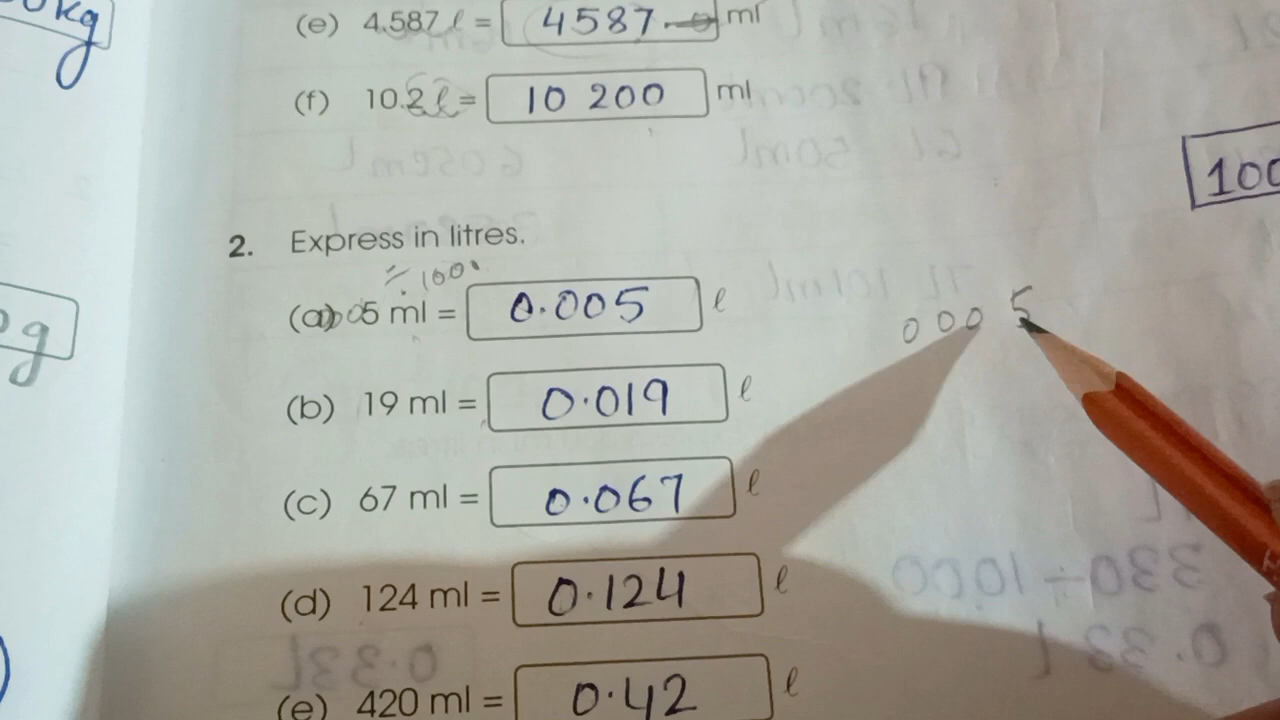 kg
(e) 4.587 l = 4587 ml
(f) 10.2 l = 10 200 ml
100
2. Express in litres.
÷ 1000
(a) 5 ml = 0.005 l
0 0 0 5
(b) 19 ml = 0.019 l
(c) 67 ml = 0.067 l
(d) 124 ml = 0.124 l
(e) 420 ml = 0.42 l
g